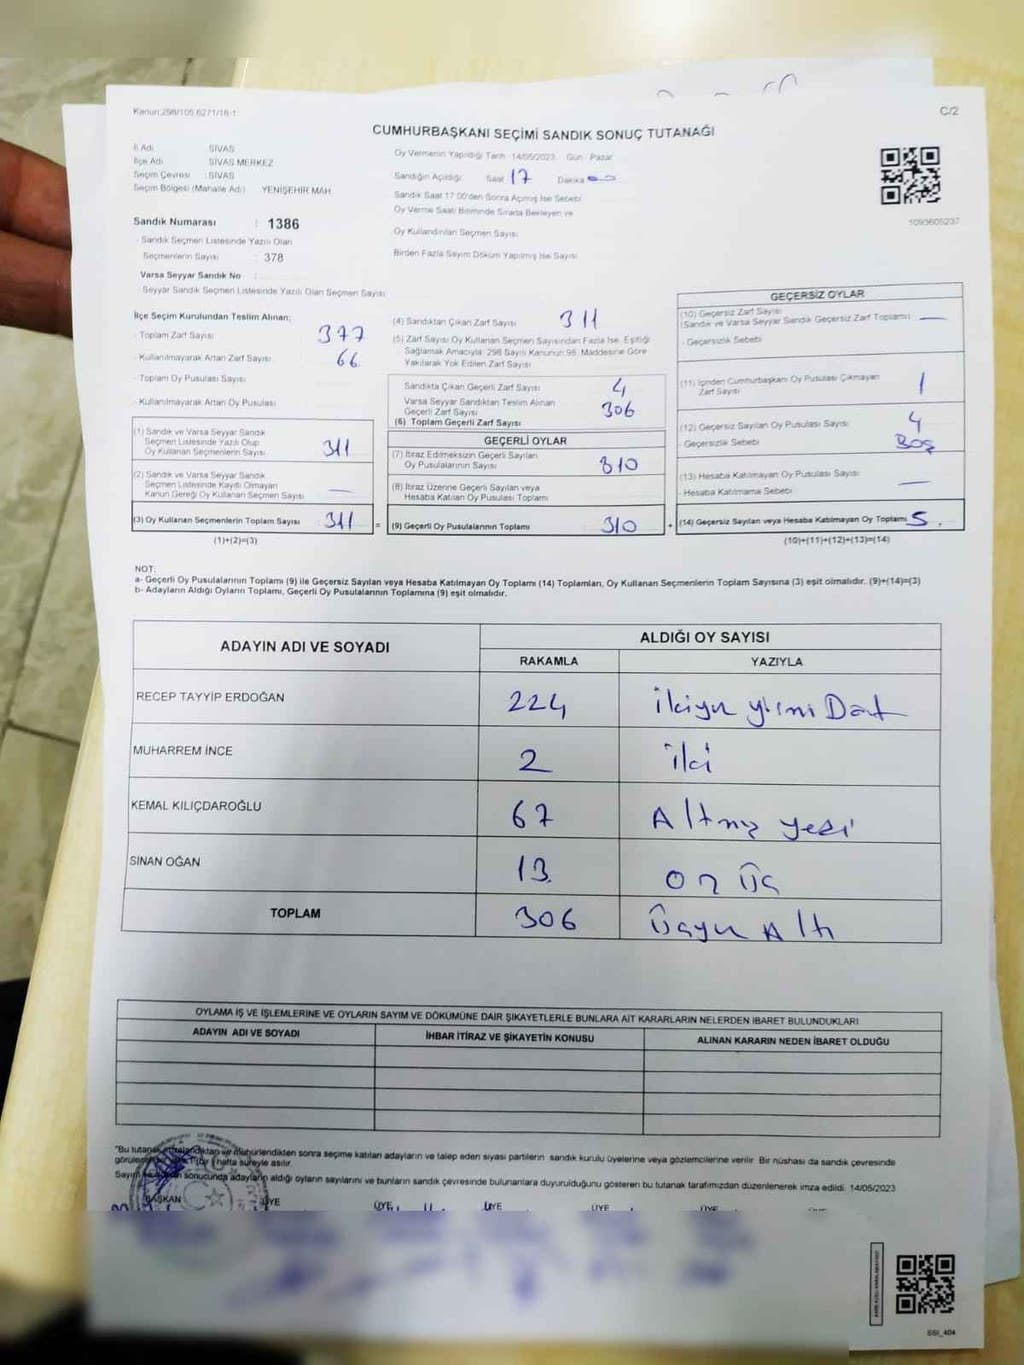 Kanun:298/105,6271/18-1
C/2
CUMHURBAŞKANI SEÇİMİ SANDIK SONUÇ TUTANAĞI
İl Adı SİVAS
İlçe Adı SİVAS MERKEZ
Seçim Çevresi : SİVAS
Seçim Bölgesi (Mahalle Adı) YENİŞEHİR MAH.
Oy Vermenin Yapıldığı Tarih 14/05/2023 Gün Pazar
Sandığın Açıldığı Saat 17 Dakika
Sandık Saat 17.00'den Sonra Açılmış İse Sebebi
Oy Verme Saati Bitiminde Sırada Bekleyen ve
Oy Kullandırılan Seçmen Sayısı
Birden Fazla Sayım Döküm Yapılmış İse Sayısı
1093605237
Sandık Numarası : 1386
- Sandık Seçmen Listesinde Yazılı Olan
Seçmenlerin Sayısı : 378
Varsa Seyyar Sandık No :
- Seyyar Sandık Seçmen Listesinde Yazılı Olan Seçmen Sayısı
İlçe Seçim Kurulundan Teslim Alınan;
- Toplam Zarf Sayısı 377
- Kullanılmayarak Artan Zarf Sayısı 66
- Toplam Oy Pusulası Sayısı
- Kullanılmayarak Artan Oy Pusulası
(1) Sandık ve Varsa Seyyar Sandık
Seçmen Listesinde Yazılı Olup
Oy Kullanan Seçmenlerin Sayısı 311
(2) Sandık ve Varsa Seyyar Sandık
Seçmen Listesinde Kayıtlı Olmayan
Kanun Gereği Oy Kullanan Seçmen Sayısı —
(3) Oy Kullanan Seçmenlerin Toplam Sayısı 311 =
(1)+(2)=(3)
(4) Sandıktan Çıkan Zarf Sayısı 311
(5) Zarf Sayısı Oy Kullanan Seçmen Sayısından Fazla İse, Eşitliği
Sağlamak Amacıyla; 298 Sayılı Kanunun 98. Maddesine Göre
Yakılarak Yok Edilen Zarf Sayısı
Sandıkta Çıkan Geçerli Zarf Sayısı 4
Varsa Seyyar Sandıktan Teslim Alınan
Geçerli Zarf Sayısı 306
(6) Toplam Geçerli Zarf Sayısı
GEÇERLİ OYLAR
(7) İtiraz Edilmeksizin Geçerli Sayılan
Oy Pusulalarının Sayısı 310
(8) İtiraz Üzerine Geçerli Sayılan veya
Hesaba Katılan Oy Pusulası Toplamı
(9) Geçerli Oy Pusulalarının Toplamı 310 +
GEÇERSİZ OYLAR
(10) Geçersiz Zarf Sayısı
(Sandık ve Varsa Seyyar Sandık Geçersiz Zarf Toplamı) —
- Geçersizlik Sebebi
(11) İçinden Cumhurbaşkanı Oy Pusulası Çıkmayan
Zarf Sayısı 1
(12) Geçersiz Sayılan Oy Pusulası Sayısı 4
- Geçersizlik Sebebi Boş
(13) Hesaba Katılmayan Oy Pusulası Sayısı —
- Hesaba Katılmama Sebebi
(14) Geçersiz Sayılan veya Hesaba Katılmayan Oy Toplamı 5.
(10)+(11)+(12)+(13)=(14)
NOT:
a- Geçerli Oy Pusulalarının Toplamı (9) ile Geçersiz Sayılan veya Hesaba Katılmayan Oy Toplamı (14) Toplamları, Oy Kullanan Seçmenlerin Toplam Sayısına (3) eşit olmalıdır. (9)+(14)=(3)
b- Adayların Aldığı Oyların Toplamı, Geçerli Oy Pusulalarının Toplamına (9) eşit olmalıdır.
ADAYIN ADI VE SOYADI ALDIĞI OY SAYISI
RAKAMLA YAZIYLA
RECEP TAYYİP ERDOĞAN 224 ikiyüz yirmi Dört
MUHARREM İNCE 2 iki
KEMAL KILIÇDAROĞLU 67 Altmış yedi
SİNAN OĞAN 13 on üç
TOPLAM 306 üçyüz Altı
OYLAMA İŞ VE İŞLEMLERİNE VE OYLARIN SAYIM VE DÖKÜMÜNE DAİR ŞİKAYETLERLE BUNLARA AİT KARARLARIN NELERDEN İBARET BULUNDUKLARI
ADAYIN ADI VE SOYADI İHBAR İTİRAZ VE ŞİKAYETİN KONUSU ALINAN KARARIN NEDEN İBARET OLDUĞU
"Bu tutanak sonra seçime katılan adayların ve talep eden siyasi partilerin sandık kurulu üyelerine veya gözlemcilerine verilir. Bir nüshası da sandık çevresinde
1 hafta süreyle asılır.
sonucunda adayların aldığı oyların sayılarını ve bunların sandık çevresinde bulunanlara duyurulduğunu gösteren bu tutanak tarafımızdan düzenlenerek imza edildi. 14/05/2023
BAŞKAN ÜYE ÜYE ÜYE ÜYE ÜYE
SSI_404